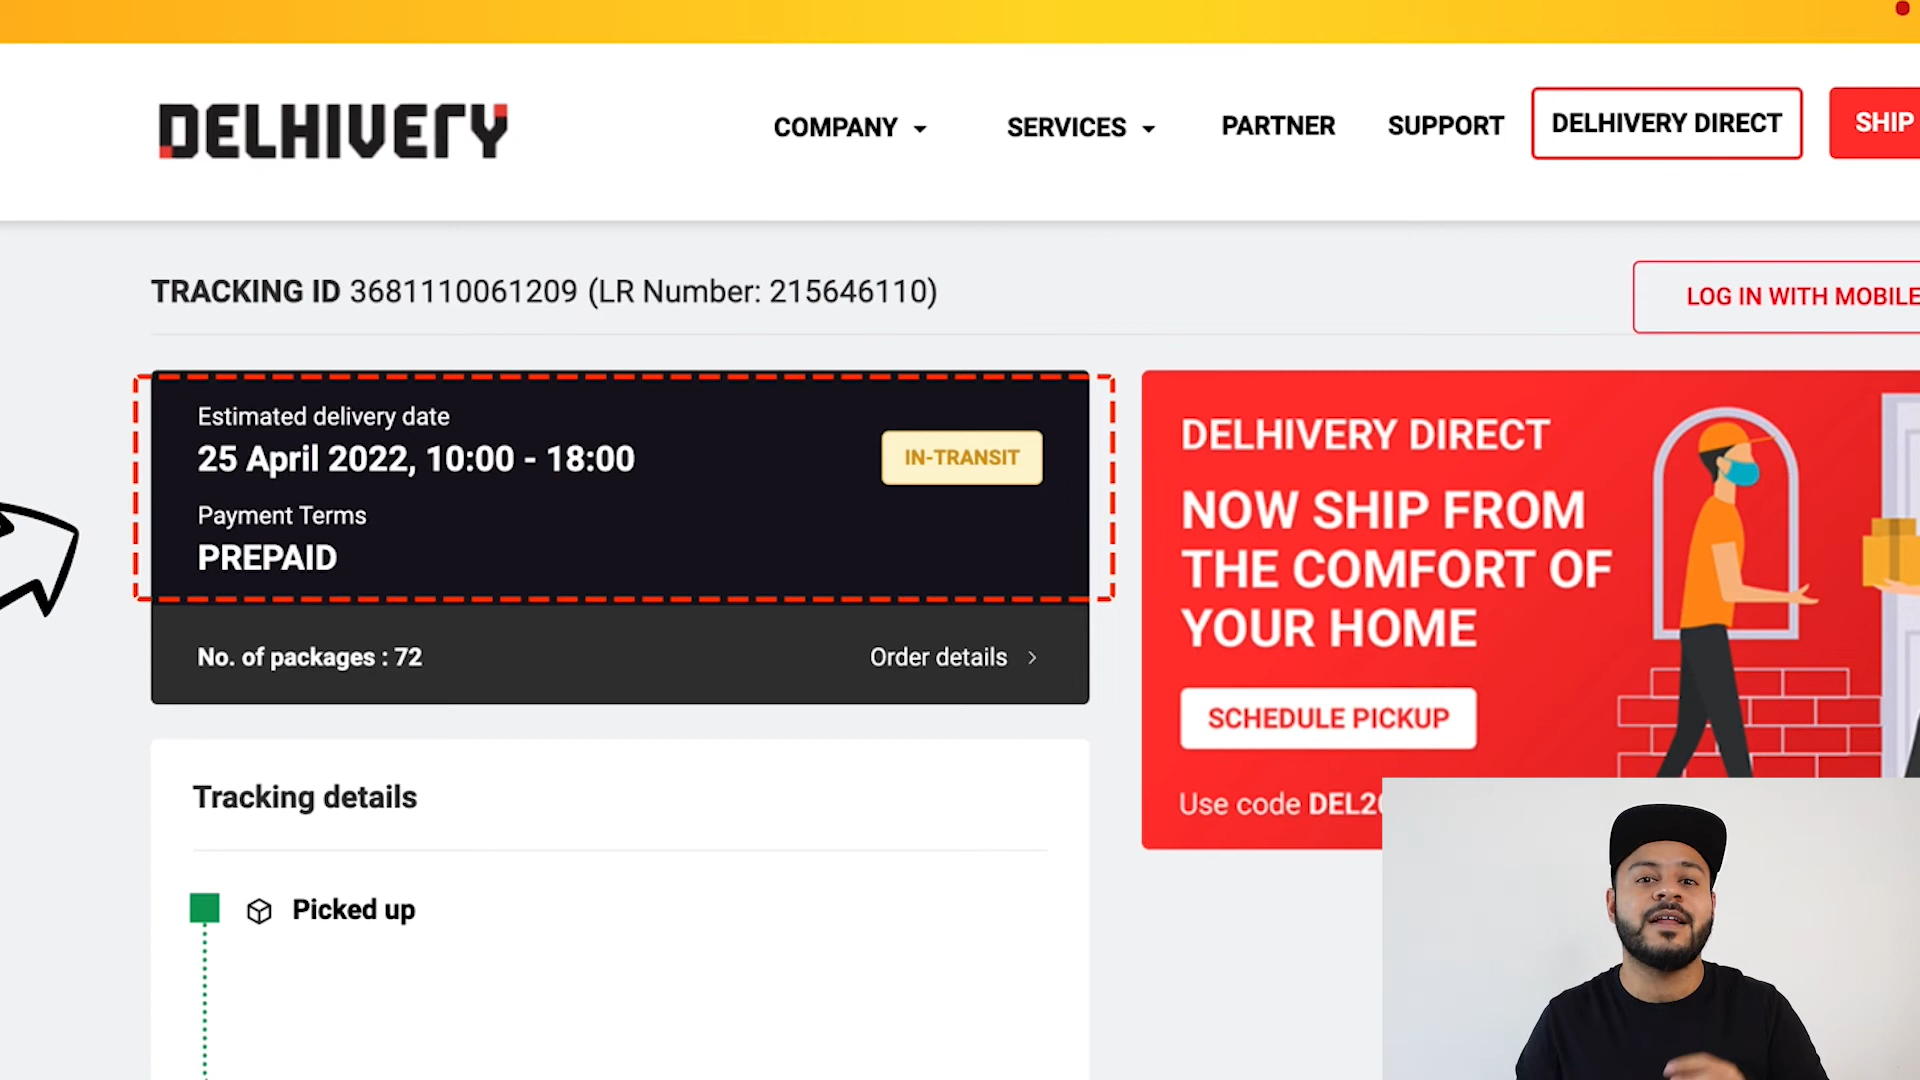 DELHIVERY
COMPANY
SERVICES
PARTNER
SUPPORT
DELHIVERY DIRECT
SHIP
TRACKING ID 3681110061209 (LR Number: 215646110)
LOG IN WITH MOBILE
Estimated delivery date
25 April 2022, 10:00 - 18:00
IN-TRANSIT
Payment Terms
PREPAID
No. of packages : 72
Order details
DELHIVERY DIRECT
NOW SHIP FROM
THE COMFORT OF
YOUR HOME
SCHEDULE PICKUP
Use code DEL2
Tracking details
Picked up